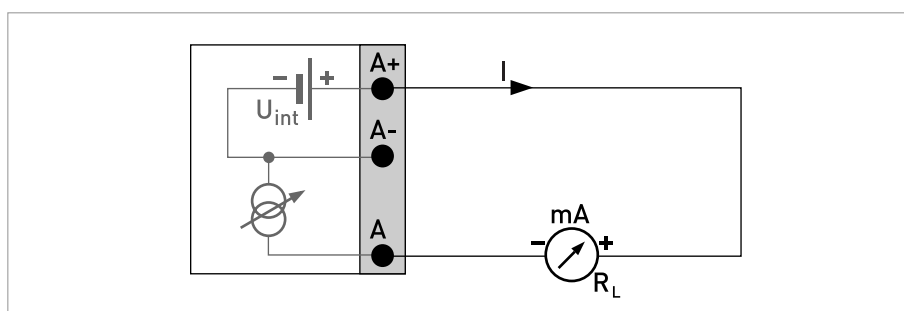 A+
I
- +
U_int
A-
A
mA
- +
R_L